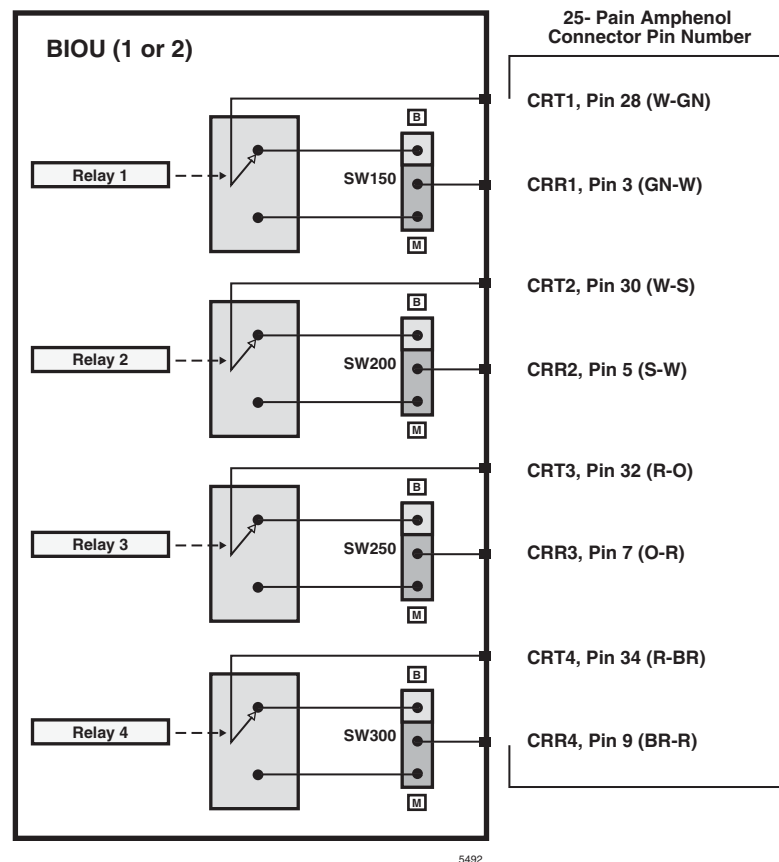 25- Pain Amphenol
Connector Pin Number
BIOU (1 or 2)
CRT1, Pin 28 (W-GN)
B
Relay 1
SW150
CRR1, Pin 3 (GN-W)
M
CRT2, Pin 30 (W-S)
B
Relay 2
SW200
CRR2, Pin 5 (S-W)
M
CRT3, Pin 32 (R-O)
B
Relay 3
SW250
CRR3, Pin 7 (O-R)
M
CRT4, Pin 34 (R-BR)
B
Relay 4
SW300
CRR4, Pin 9 (BR-R)
M
5492